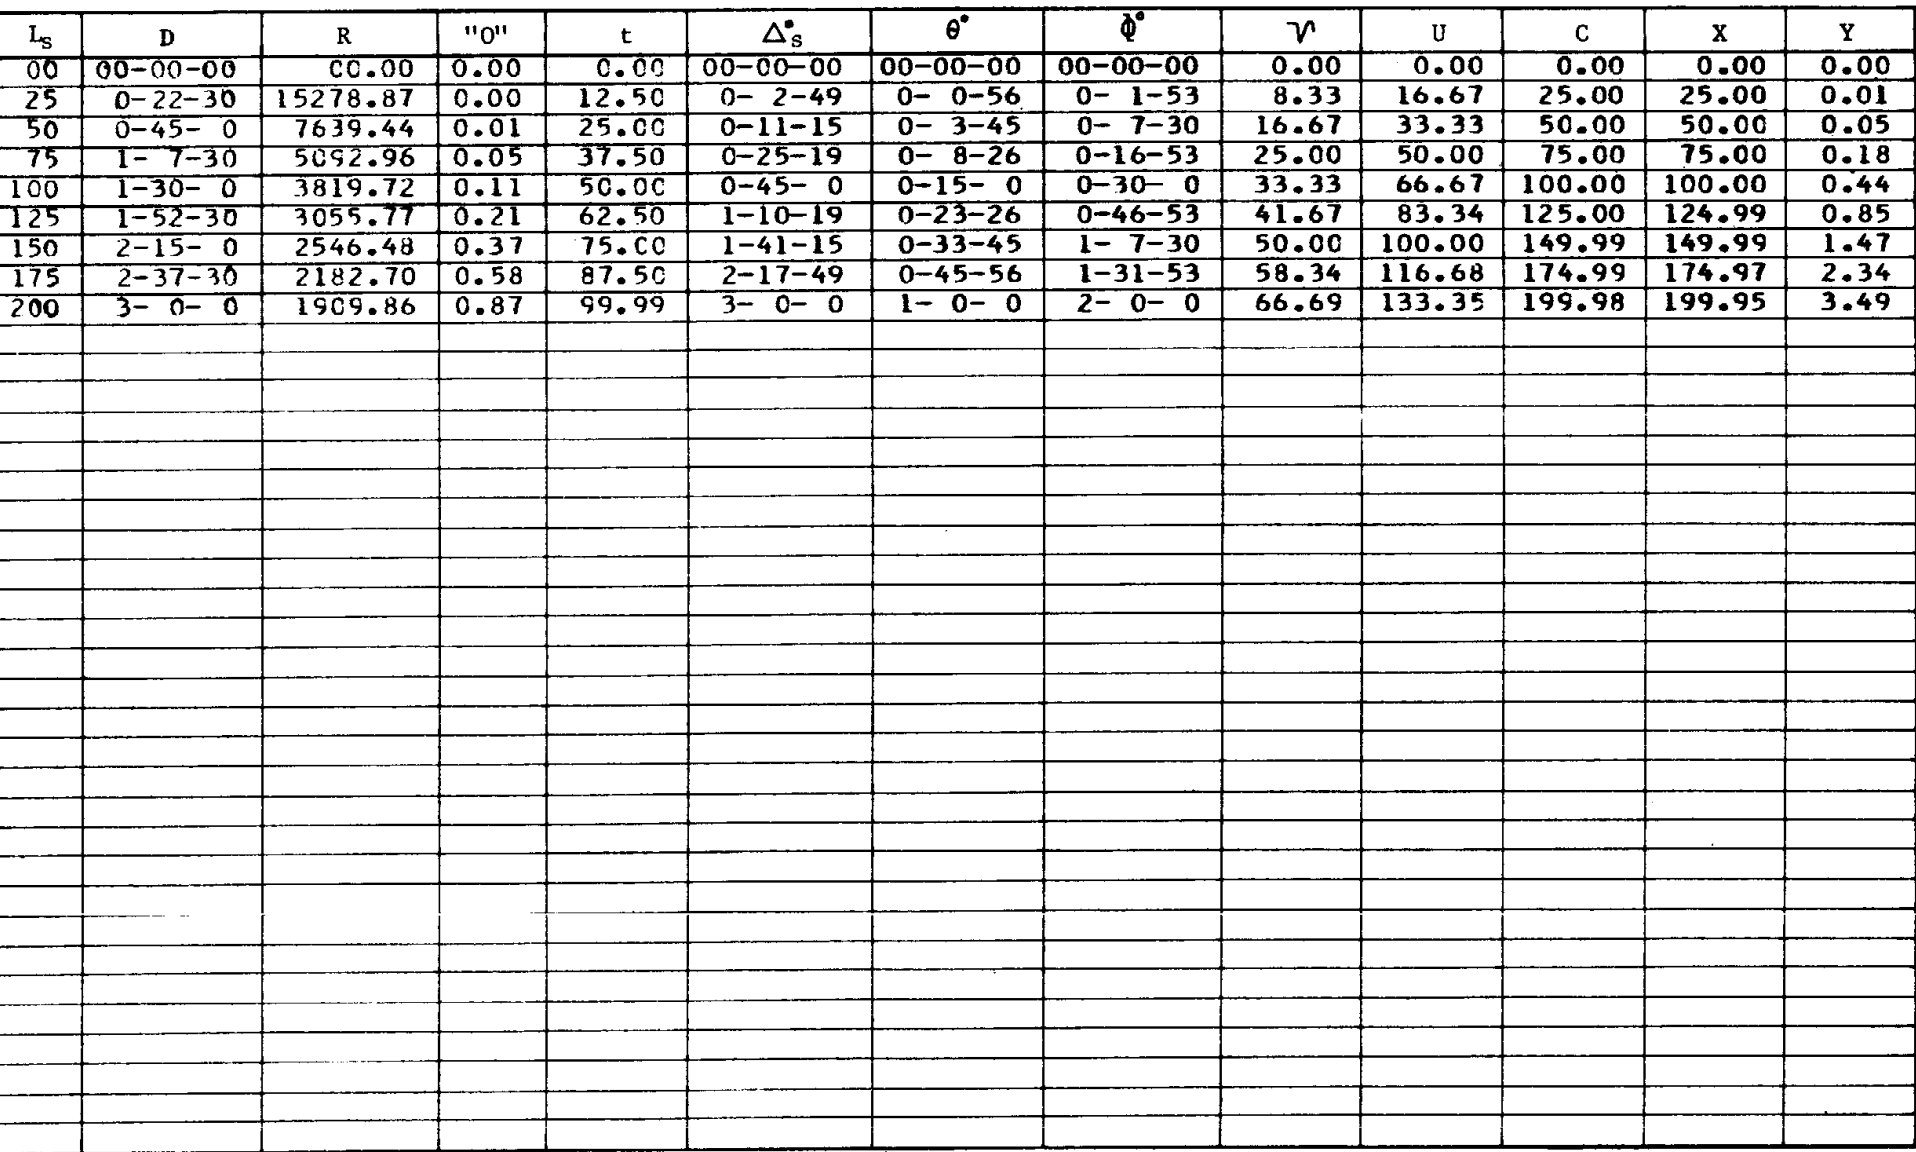 Ls D R "O" t Δ°s θ° Φ° ɤ U C X Y
00 00-00-00 00.00 0.00 0.00 00-00-00 00-00-00 00-00-00 0.00 0.00 0.00 0.00 0.00
25 0-22-30 15278.87 0.00 12.50 0- 2-49 0- 0-56 0- 1-53 8.33 16.67 25.00 25.00 0.01
50 0-45- 0 7639.44 0.01 25.00 0-11-15 0- 3-45 0- 7-30 16.67 33.33 50.00 50.00 0.05
75 1- 7-30 5092.96 0.05 37.50 0-25-19 0- 8-26 0-16-53 25.00 50.00 75.00 75.00 0.18
100 1-30- 0 3819.72 0.11 50.00 0-45- 0 0-15- 0 0-30- 0 33.33 66.67 100.00 100.00 0.44
125 1-52-30 3055.77 0.21 62.50 1-10-19 0-23-26 0-46-53 41.67 83.34 125.00 124.99 0.85
150 2-15- 0 2546.48 0.37 75.00 1-41-15 0-33-45 1- 7-30 50.00 100.00 149.99 149.99 1.47
175 2-37-30 2182.70 0.58 87.50 2-17-49 0-45-56 1-31-53 58.34 116.68 174.99 174.97 2.34
200 3- 0- 0 1909.86 0.87 99.99 3- 0- 0 1- 0- 0 2- 0- 0 66.69 133.35 199.98 199.95 3.49